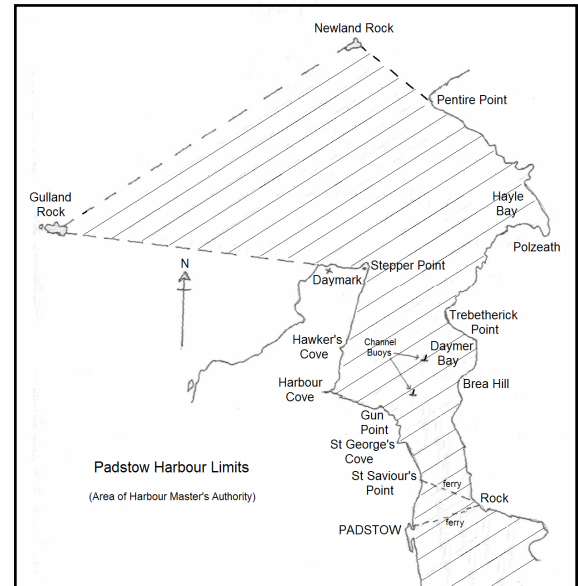 Newland Rock
Pentire Point
Gulland
Rock
Hayle
Bay
Polzeath
N
Stepper Point
Daymark
Trebetherick
Point
Hawker's
Cove
Channel
Buoys
Daymer
Bay
Harbour
Cove
Brea Hill
Gun
Point
St George's
Cove
Padstow Harbour Limits
(Area of Harbour Master's Authority)
St Saviour's
Point
ferry
Rock
PADSTOW
ferry